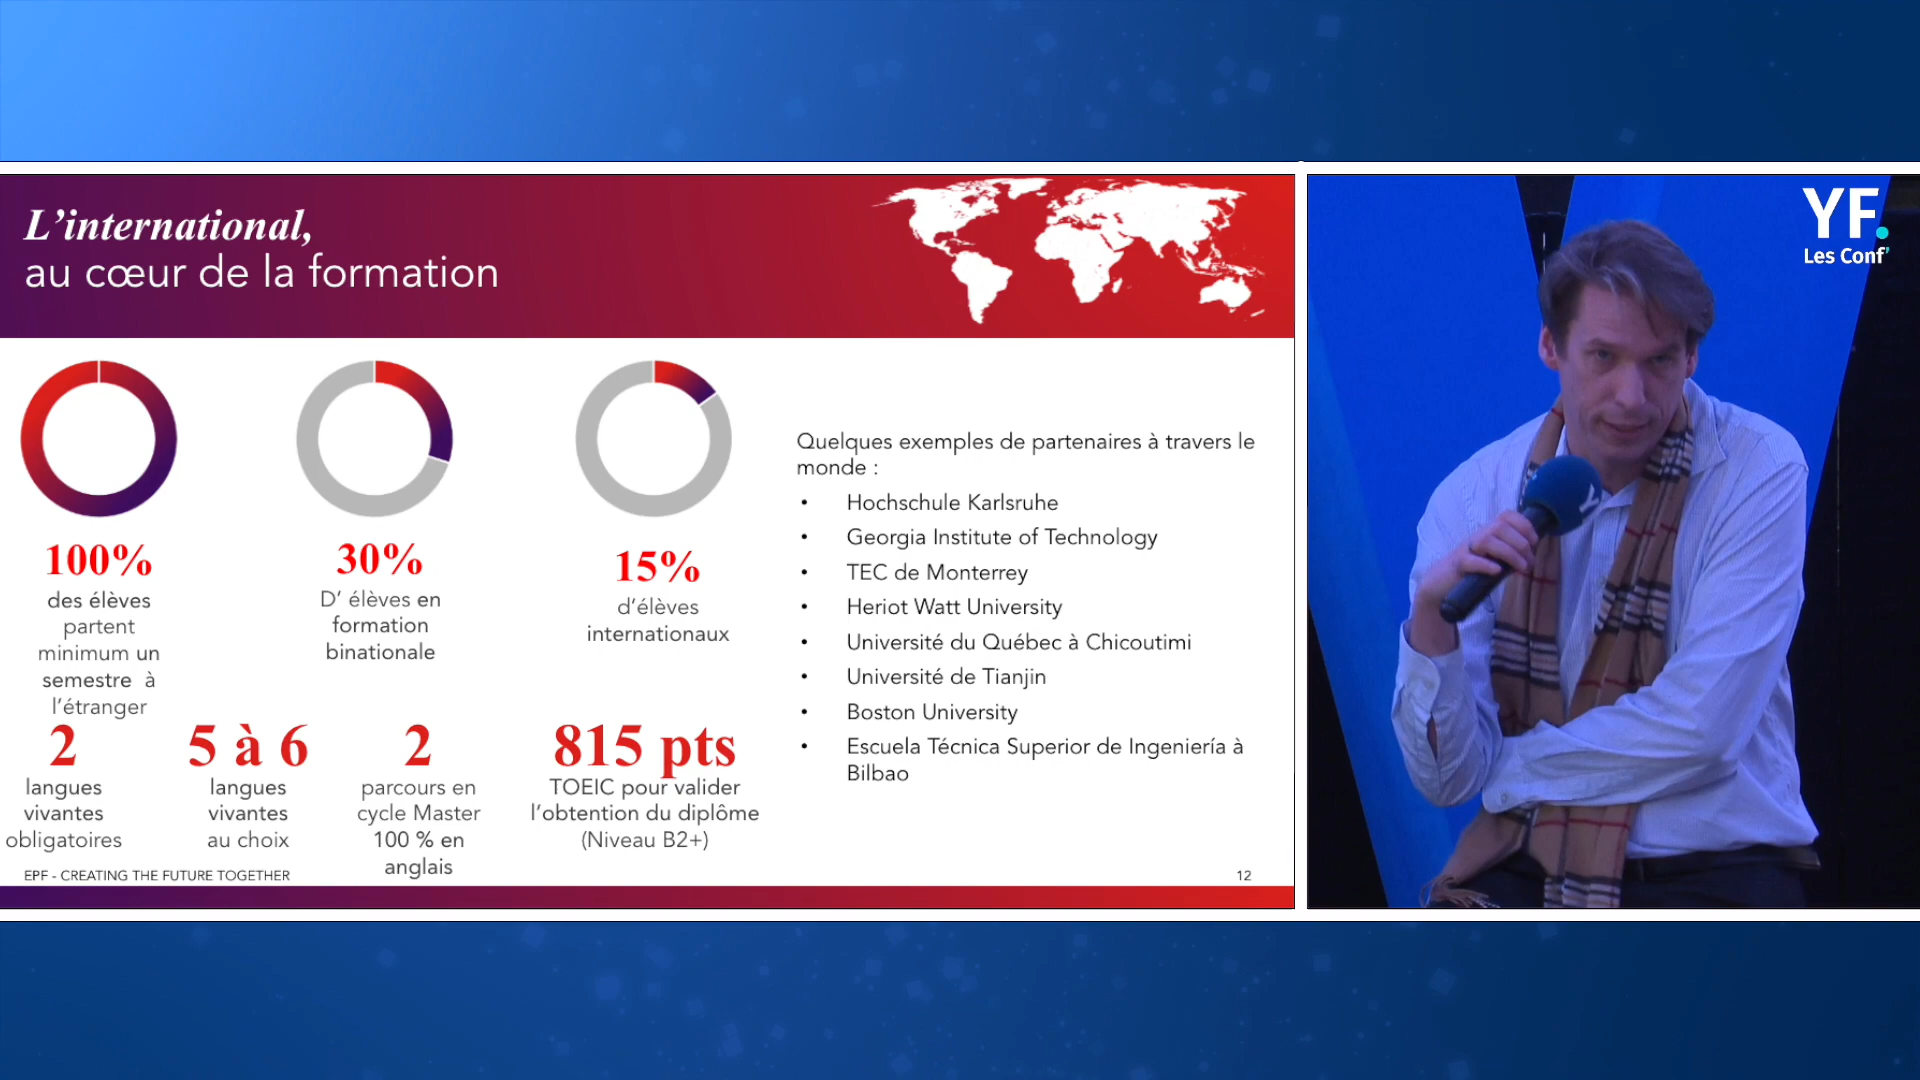 L'international,
au cœur de la formation
100%
des élèves
partent
minimum un
semestre à
l'étranger
30%
D' élèves en
formation
binationale
15%
d'élèves
internationaux
2
langues
vivantes
obligatoires
5 à 6
langues
vivantes
au choix
2
parcours en
cycle Master
100 % en
anglais
815 pts
TOEIC pour valider
l'obtention du diplôme
(Niveau B2+)
Quelques exemples de partenaires à travers le
monde :
• Hochschule Karlsruhe
• Georgia Institute of Technology
• TEC de Monterrey
• Heriot Watt University
• Université du Québec à Chicoutimi
• Université de Tianjin
• Boston University
• Escuela Técnica Superior de Ingeniería à
Bilbao
EPF - CREATING THE FUTURE TOGETHER
12
YF.
Les Conf'